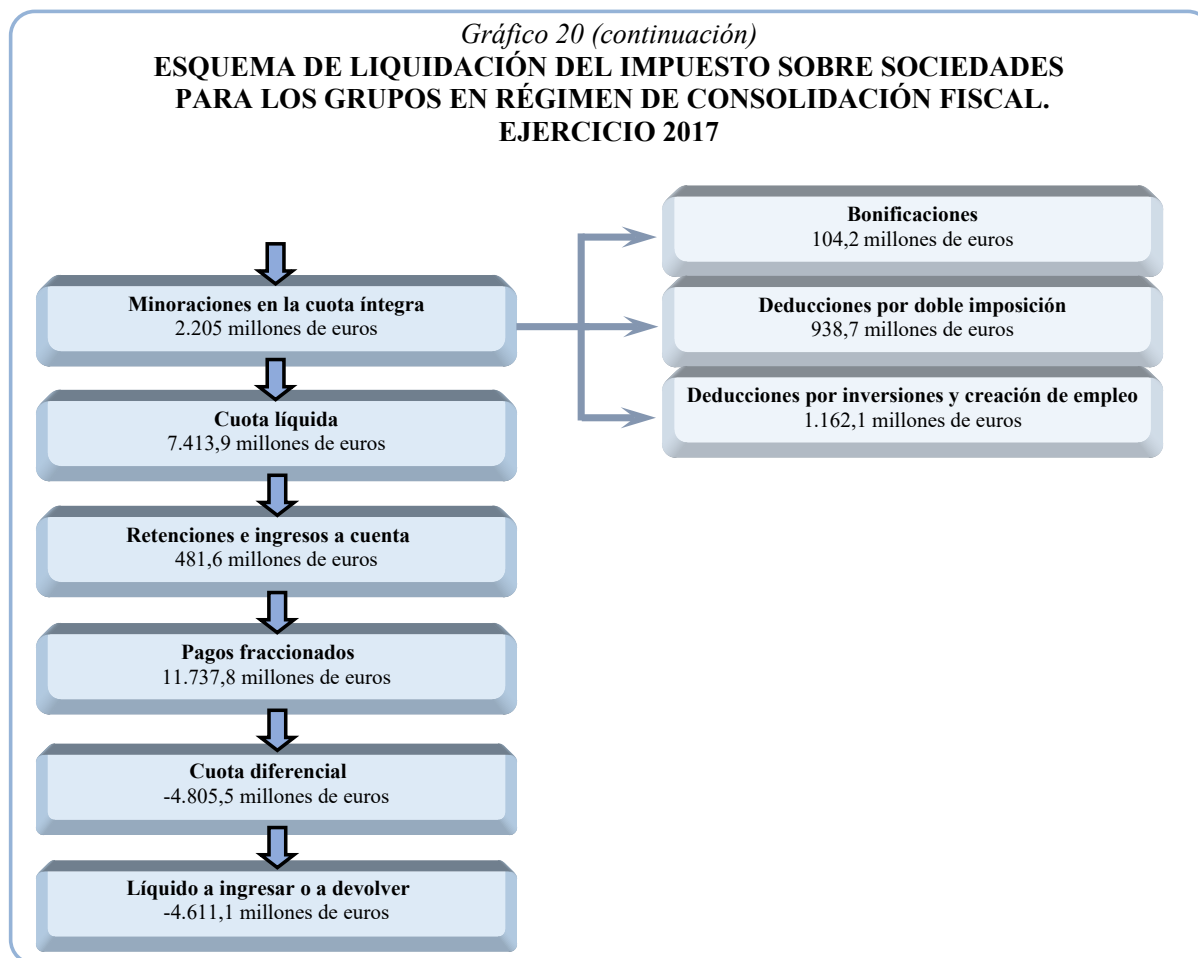 Gráfico 20 (continuación)
ESQUEMA DE LIQUIDACIÓN DEL IMPUESTO SOBRE SOCIEDADES
PARA LOS GRUPOS EN RÉGIMEN DE CONSOLIDACIÓN FISCAL.
EJERCICIO 2017
Minoraciones en la cuota íntegra
2.205 millones de euros
Bonificaciones
104,2 millones de euros
Deducciones por doble imposición
938,7 millones de euros
Deducciones por inversiones y creación de empleo
1.162,1 millones de euros
Cuota líquida
7.413,9 millones de euros
Retenciones e ingresos a cuenta
481,6 millones de euros
Pagos fraccionados
11.737,8 millones de euros
Cuota diferencial
-4.805,5 millones de euros
Líquido a ingresar o a devolver
-4.611,1 millones de euros